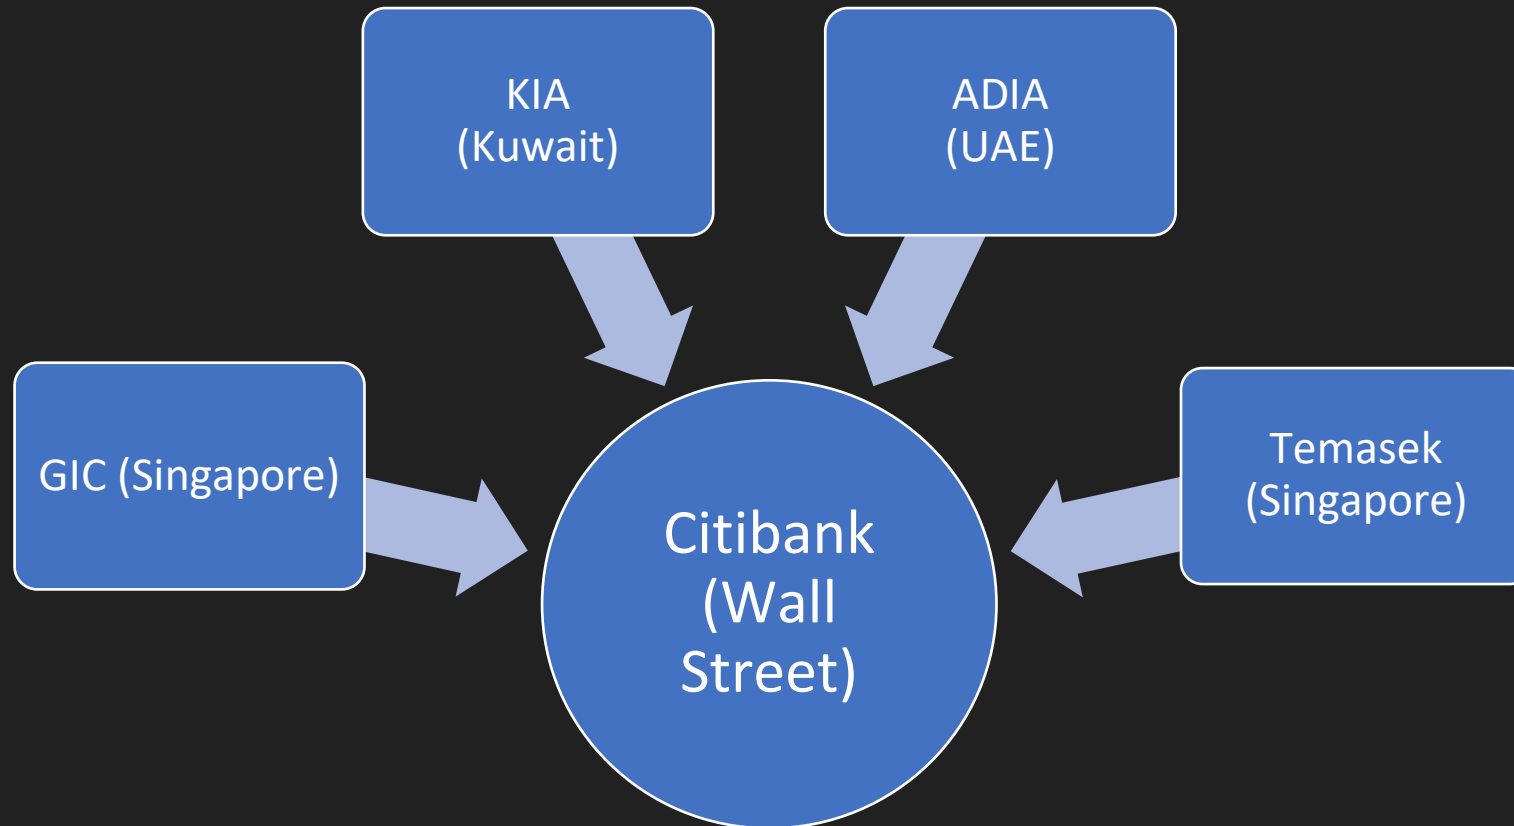 KIA
(Kuwait)
ADIA
(UAE)
GIC (Singapore)
Temasek
(Singapore)
Citibank
(Wall
Street)